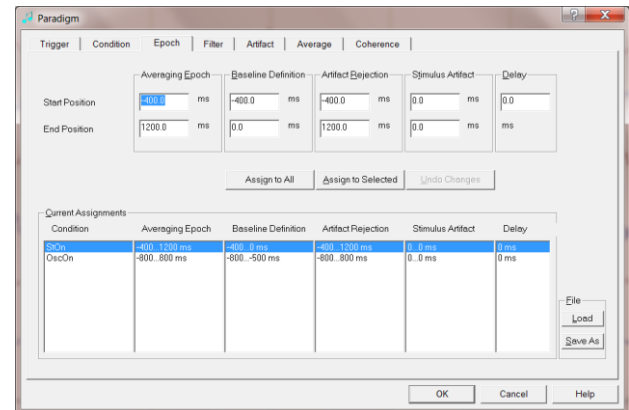 Paradigm
Trigger Condition Epoch Filter Artifact Average Coherence
Averaging Epoch Baseline Definition Artifact Rejection Stimulus Artifact Delay
Start Position -400.0 ms -400.0 ms -400.0 ms 0.0 ms 0.0
End Position 1200.0 ms 0.0 ms 1200.0 ms 0.0 ms ms
Assign to All Assign to Selected Undo Changes
Current Assignments
Condition Averaging Epoch Baseline Definition Artifact Rejection Stimulus Artifact Delay
StOn -400...1200 ms -400...0 ms -400...1200 ms 0...0 ms 0 ms
OscOn -800...800 ms -800...-500 ms -800...800 ms 0...0 ms 0 ms
File
Load
Save As
OK Cancel Help